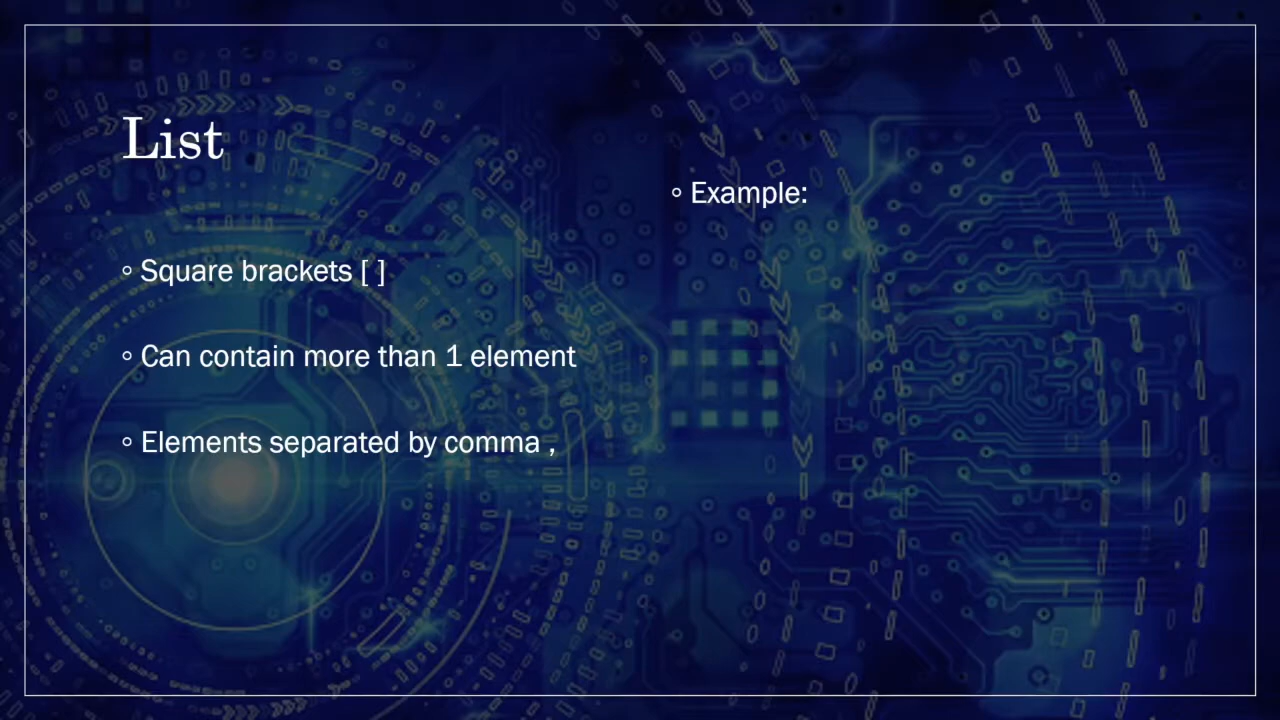 List
◦ Square brackets [ ]
◦ Can contain more than 1 element
◦ Elements separated by comma ,
◦ Example: